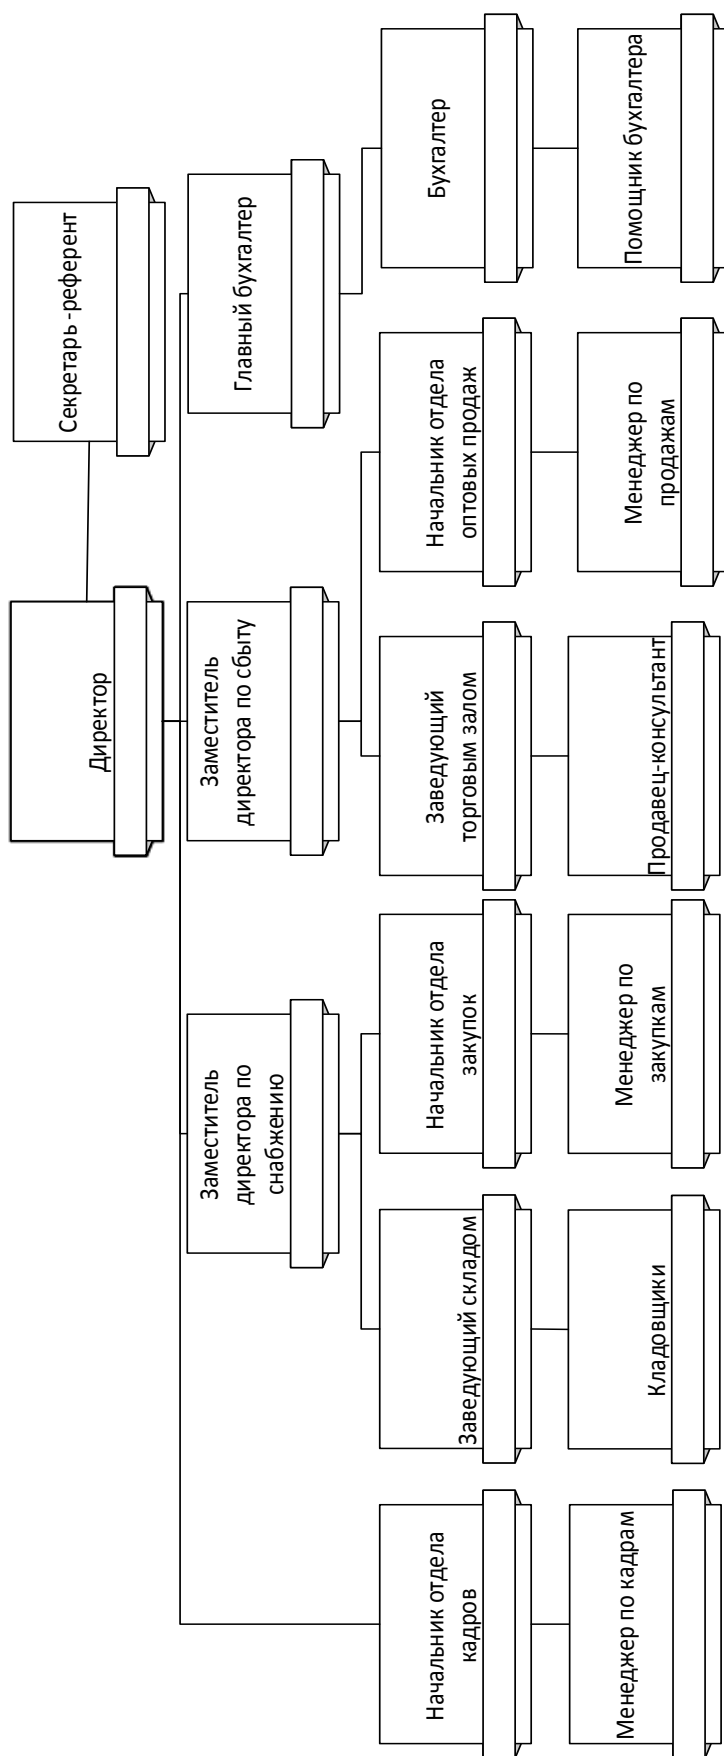 Директор
Секретарь-референт
Заместитель
директора по
снабжению
Заместитель
директора по сбыту
Главный бухгалтер
Начальник отдела
кадров
Заведующий складом
Начальник отдела
закупок
Заведующий
торговым залом
Начальник отдела
оптовых продаж
Бухгалтер
Менеджер по кадрам
Кладовщики
Менеджер по
закупкам
Продавец-консультант
Менеджер по
продажам
Помощник бухгалтера